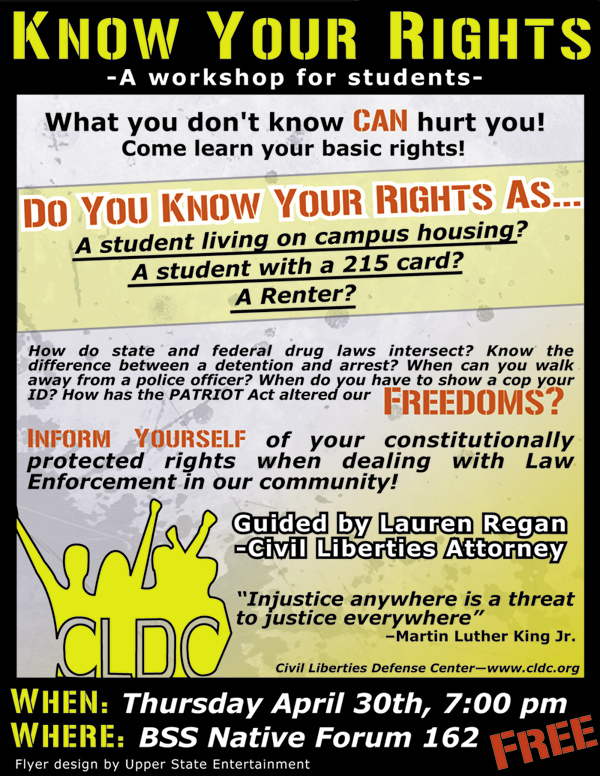 Know Your Rights
-A workshop for students-
What you don't know CAN hurt you!
Come learn your basic rights!
Do You Know Your Rights As...
A student living on campus housing?
A student with a 215 card?
A Renter?
How do state and federal drug laws intersect? Know the
difference between a detention and arrest? When can you walk
away from a police officer? When do you have to show a cop your
ID? How has the PATRIOT Act altered our Freedoms?
Inform Yourself of your constitutionally
protected rights when dealing with Law
Enforcement in our community!
Guided by Lauren Regan
-Civil Liberties Attorney
CLDC
“Injustice anywhere is a threat
to justice everywhere”
–Martin Luther King Jr.
Civil Liberties Defense Center—www.cldc.org
When: Thursday April 30th, 7:00 pm
Where: BSS Native Forum 162
FREE
Flyer design by Upper State Entertainment